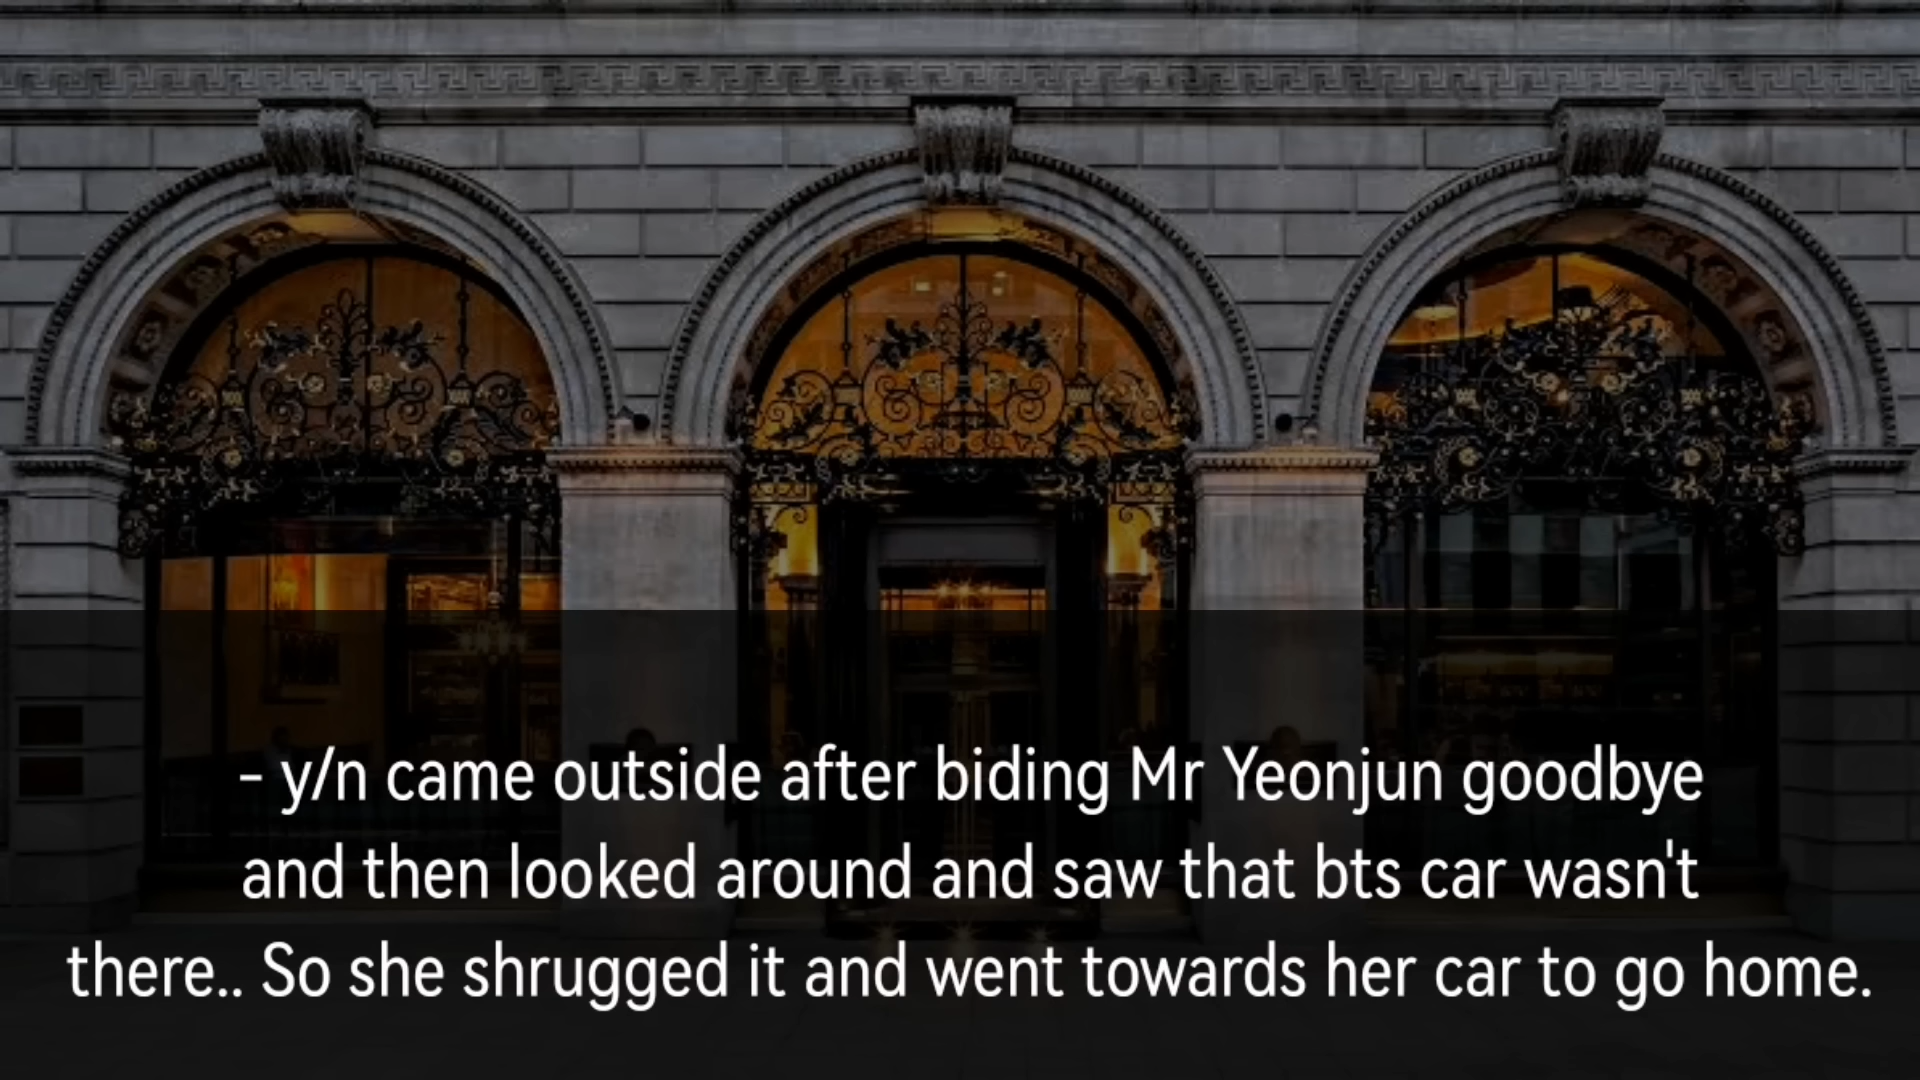 - y/n came outside after biding Mr Yeonjun goodbye
and then looked around and saw that bts car wasn't
there.. So she shrugged it and went towards her car to go home.